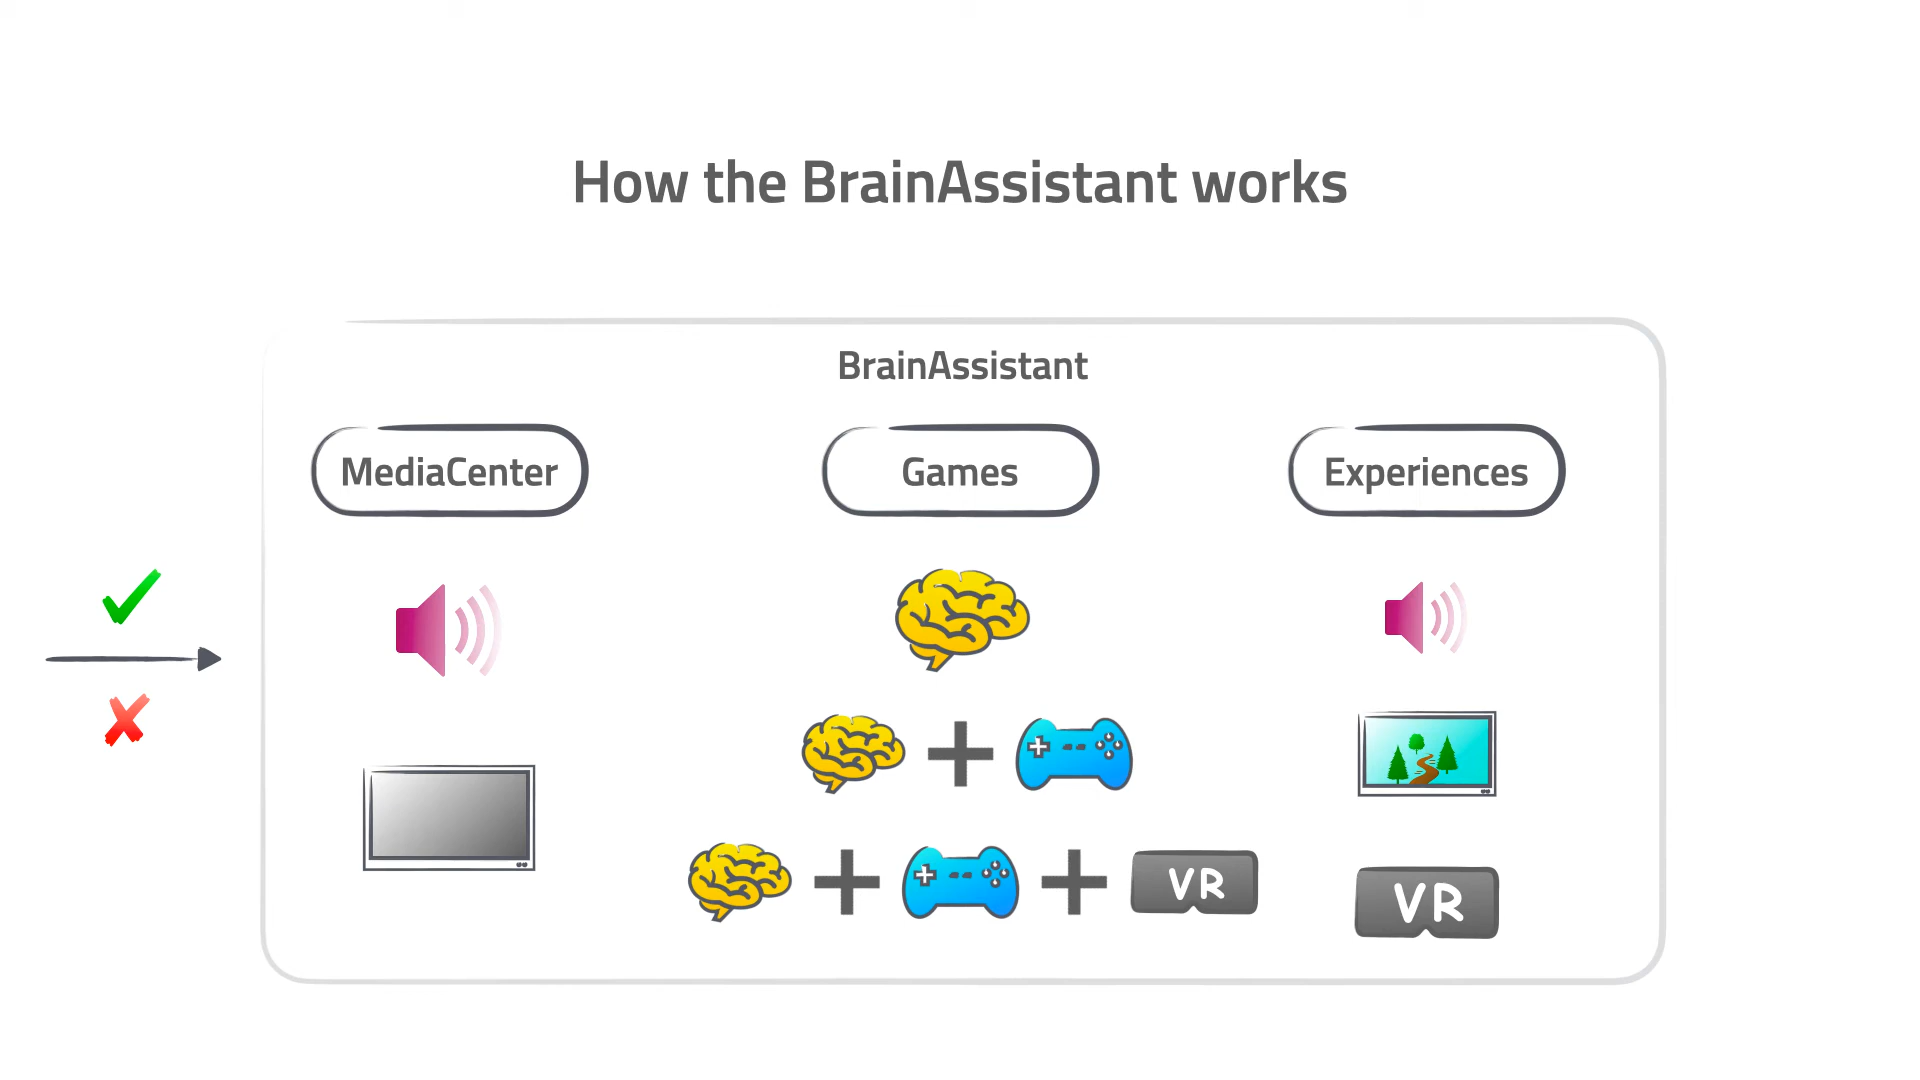 How the BrainAssistant works
BrainAssistant
MediaCenter
Games
Experiences
VR
VR